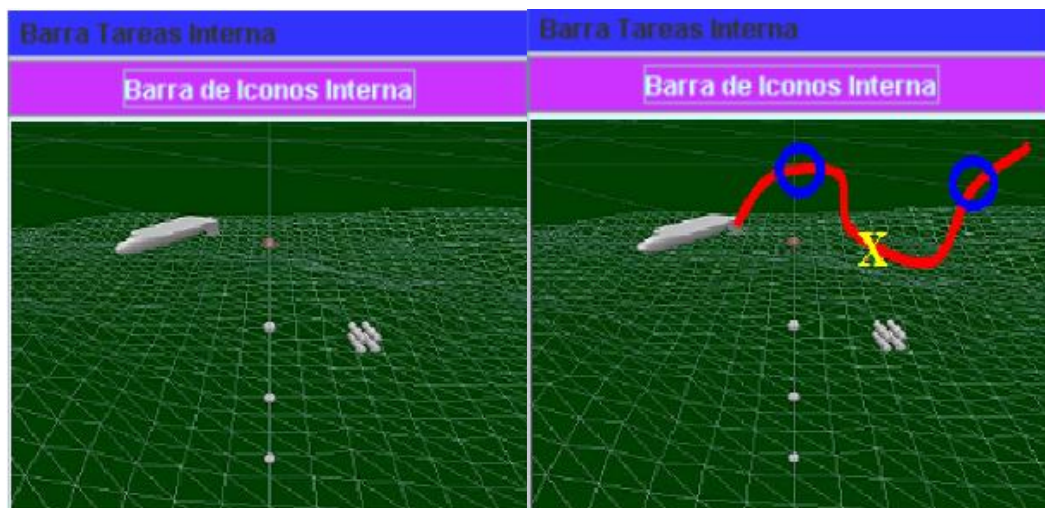 Barra Tareas Interna
Barra de Iconos Interna
Barra Tareas Interna
Barra de Iconos Interna
X